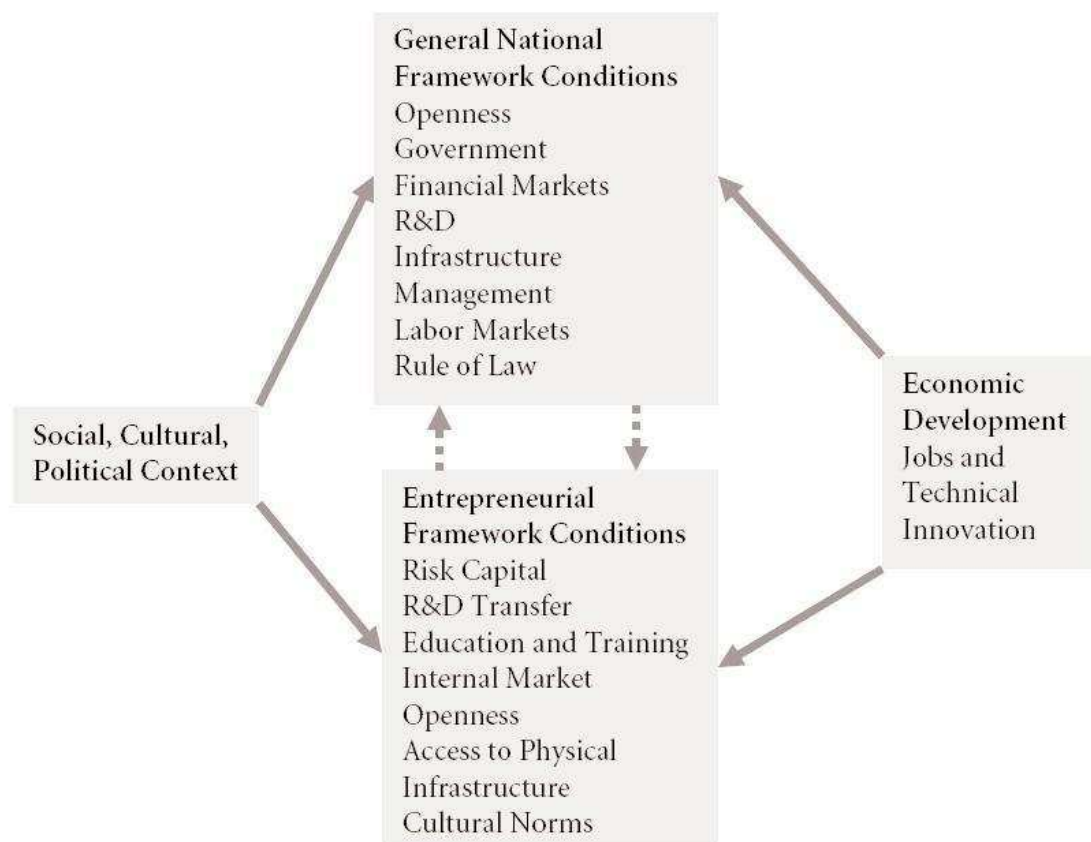 General National
Framework Conditions
Openness
Government
Financial Markets
R&D
Infrastructure
Management
Labor Markets
Rule of Law
Social, Cultural,
Political Context
Economic
Development
Jobs and
Technical
Innovation
Entrepreneurial
Framework Conditions
Risk Capital
R&D Transfer
Education and Training
Internal Market
Openness
Access to Physical
Infrastructure
Cultural Norms